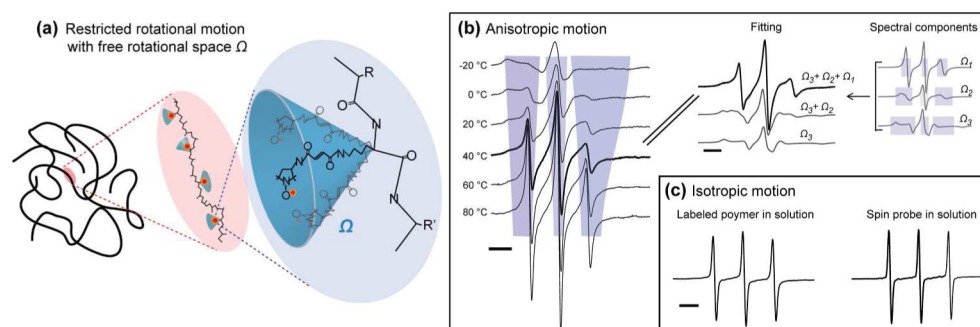 (a) Restricted rotational motion
with free rotational space Ω
R
O
N
N
O
R'
Ω
(b) Anisotropic motion
-20 °C
0 °C
20 °C
40 °C
60 °C
80 °C
Fitting
Ω3 + Ω2 + Ω1
Ω3 + Ω2
Ω3
Spectral components
Ω1
Ω2
Ω3
(c) Isotropic motion
Labeled poymer in solution
Spin probe in solution